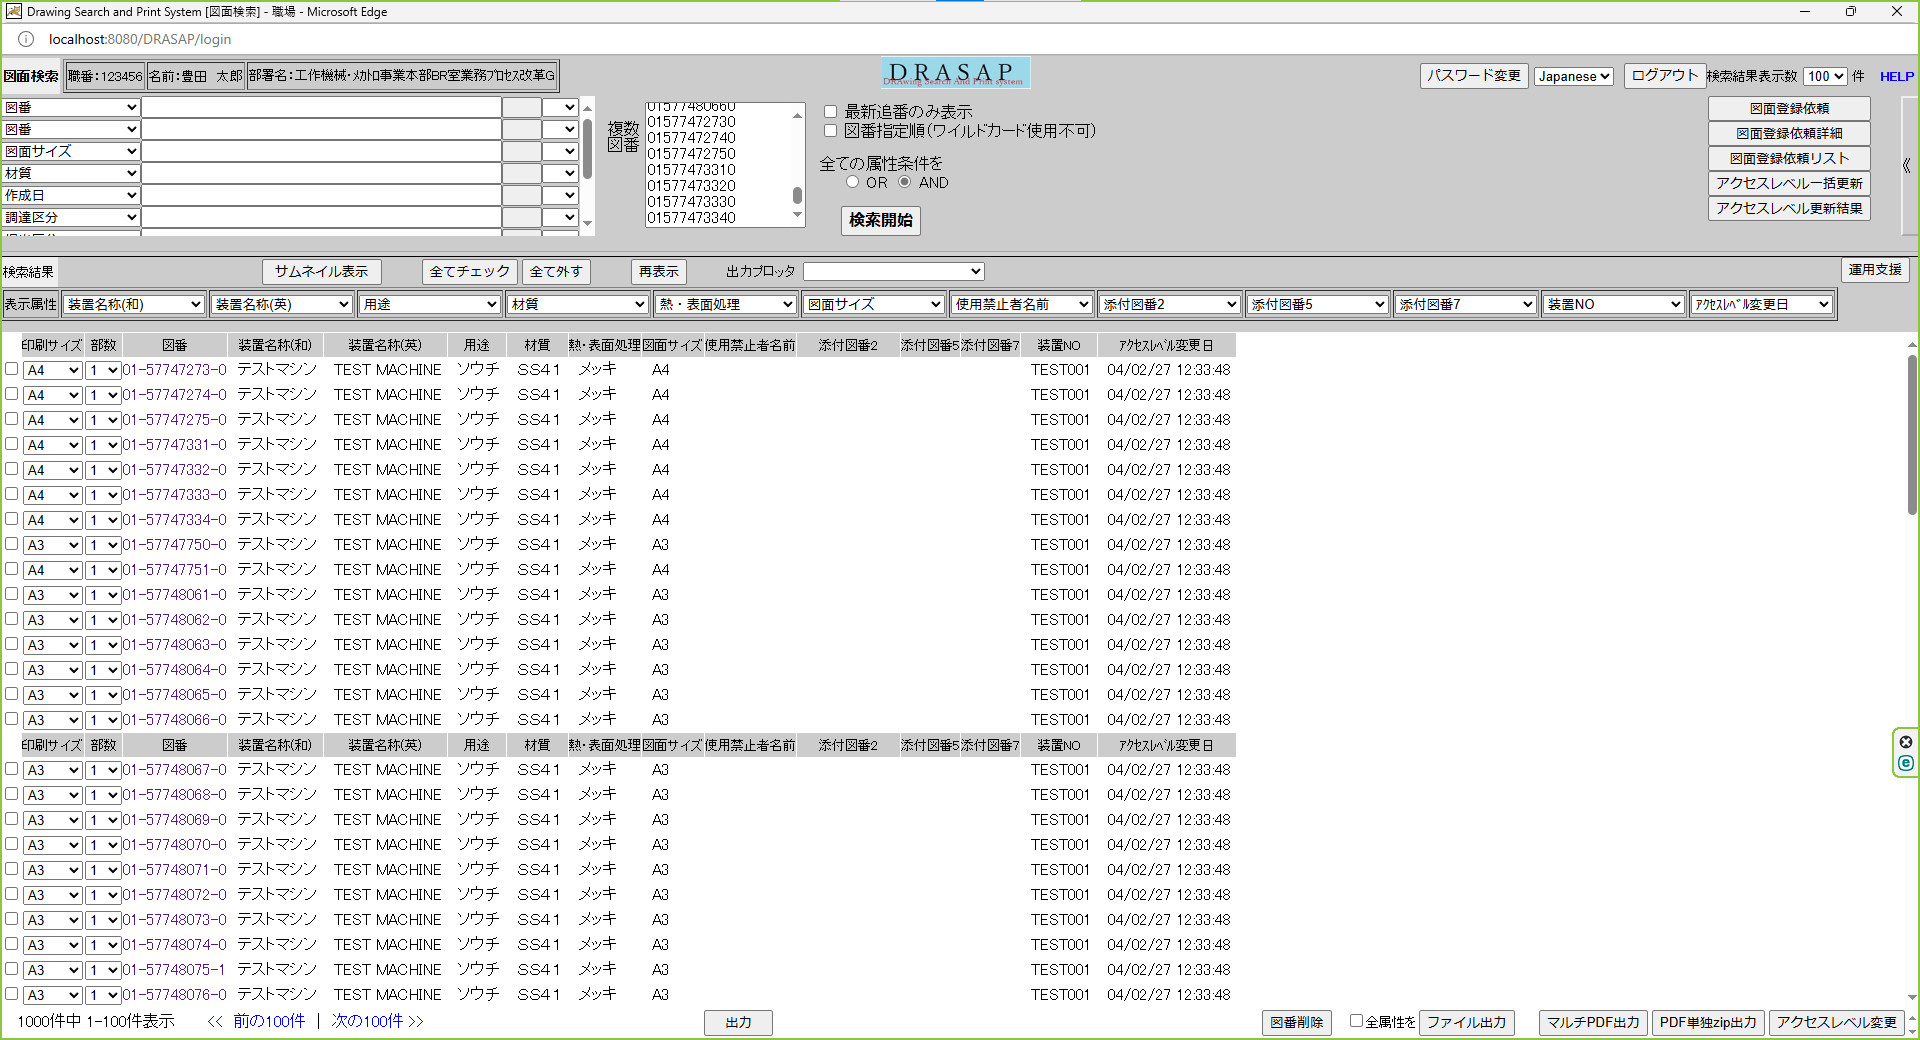 Drawing Search and Print System [図面検索] - 職場 - Microsoft Edge
localhost:8080/DRASAP/login
図面検索 職番：123456 名前：豊田 太郎 部署名：工作機械・ﾒｶﾄﾛ事業本部BR室業務ﾌﾟﾛｾｽ改革G
DRASAP
DRAwing Search And Print system
パスワード変更 Japanese ログアウト 検索結果表示数 100 件 HELP
図番
図番
図面サイズ
材質
作成日
調達区分
複数
図番
01577480660
01577472730
01577472740
01577472750
01577473310
01577473320
01577473330
01577473340
最新追番のみ表示
図番指定順(ワイルドカード使用不可)
全ての属性条件を
OR AND
検索開始
図面登録依頼
図面登録依頼詳細
図面登録依頼リスト
アクセスレベル一括更新
アクセスレベル更新結果
《
検索結果 サムネイル表示 全てチェック 全て外す 再表示 出力プロッタ 運用支援
表示属性 装置名称(和) 装置名称(英) 用途 材質 熱・表面処理 図面サイズ 使用禁止者名前 添付図番2 添付図番5 添付図番7 装置NO ｱｸｾｽﾚﾍﾞﾙ変更日
印刷サイズ 部数 図番 装置名称(和) 装置名称(英) 用途 材質 熱・表面処理 図面サイズ 使用禁止者名前 添付図番2 添付図番5 添付図番7 装置NO ｱｸｾｽﾚﾍﾞﾙ変更日
A4 1 01-57747273-0 テストマシン TEST MACHINE ソウチ SS41 メッキ A4 TEST001 04/02/27 12:33:48
A4 1 01-57747274-0 テストマシン TEST MACHINE ソウチ SS41 メッキ A4 TEST001 04/02/27 12:33:48
A4 1 01-57747275-0 テストマシン TEST MACHINE ソウチ SS41 メッキ A4 TEST001 04/02/27 12:33:48
A4 1 01-57747331-0 テストマシン TEST MACHINE ソウチ SS41 メッキ A4 TEST001 04/02/27 12:33:48
A4 1 01-57747332-0 テストマシン TEST MACHINE ソウチ SS41 メッキ A4 TEST001 04/02/27 12:33:48
A4 1 01-57747333-0 テストマシン TEST MACHINE ソウチ SS41 メッキ A4 TEST001 04/02/27 12:33:48
A4 1 01-57747334-0 テストマシン TEST MACHINE ソウチ SS41 メッキ A4 TEST001 04/02/27 12:33:48
A3 1 01-57747750-0 テストマシン TEST MACHINE ソウチ SS41 メッキ A3 TEST001 04/02/27 12:33:48
A4 1 01-57747751-0 テストマシン TEST MACHINE ソウチ SS41 メッキ A4 TEST001 04/02/27 12:33:48
A3 1 01-57748061-0 テストマシン TEST MACHINE ソウチ SS41 メッキ A3 TEST001 04/02/27 12:33:48
A3 1 01-57748062-0 テストマシン TEST MACHINE ソウチ SS41 メッキ A3 TEST001 04/02/27 12:33:48
A3 1 01-57748063-0 テストマシン TEST MACHINE ソウチ SS41 メッキ A3 TEST001 04/02/27 12:33:48
A3 1 01-57748064-0 テストマシン TEST MACHINE ソウチ SS41 メッキ A3 TEST001 04/02/27 12:33:48
A3 1 01-57748065-0 テストマシン TEST MACHINE ソウチ SS41 メッキ A3 TEST001 04/02/27 12:33:48
A3 1 01-57748066-0 テストマシン TEST MACHINE ソウチ SS41 メッキ A3 TEST001 04/02/27 12:33:48
印刷サイズ 部数 図番 装置名称(和) 装置名称(英) 用途 材質 熱・表面処理 図面サイズ 使用禁止者名前 添付図番2 添付図番5 添付図番7 装置NO ｱｸｾｽﾚﾍﾞﾙ変更日
A3 1 01-57748067-0 テストマシン TEST MACHINE ソウチ SS41 メッキ A3 TEST001 04/02/27 12:33:48
A3 1 01-57748068-0 テストマシン TEST MACHINE ソウチ SS41 メッキ A3 TEST001 04/02/27 12:33:48
A3 1 01-57748069-0 テストマシン TEST MACHINE ソウチ SS41 メッキ A3 TEST001 04/02/27 12:33:48
A3 1 01-57748070-0 テストマシン TEST MACHINE ソウチ SS41 メッキ A3 TEST001 04/02/27 12:33:48
A3 1 01-57748071-0 テストマシン TEST MACHINE ソウチ SS41 メッキ A3 TEST001 04/02/27 12:33:48
A3 1 01-57748072-0 テストマシン TEST MACHINE ソウチ SS41 メッキ A3 TEST001 04/02/27 12:33:48
A3 1 01-57748073-0 テストマシン TEST MACHINE ソウチ SS41 メッキ A3 TEST001 04/02/27 12:33:48
A3 1 01-57748074-0 テストマシン TEST MACHINE ソウチ SS41 メッキ A3 TEST001 04/02/27 12:33:48
A3 1 01-57748075-1 テストマシン TEST MACHINE ソウチ SS41 メッキ A3 TEST001 04/02/27 12:33:48
A3 1 01-57748076-0 テストマシン TEST MACHINE ソウチ SS41 メッキ A3 TEST001 04/02/27 12:33:48
1000件中 1-100件表示 << 前の100件 | 次の100件 >> 出力 図番削除 全属性を ファイル出力 マルチPDF出力 PDF単独zip出力 アクセスレベル変更